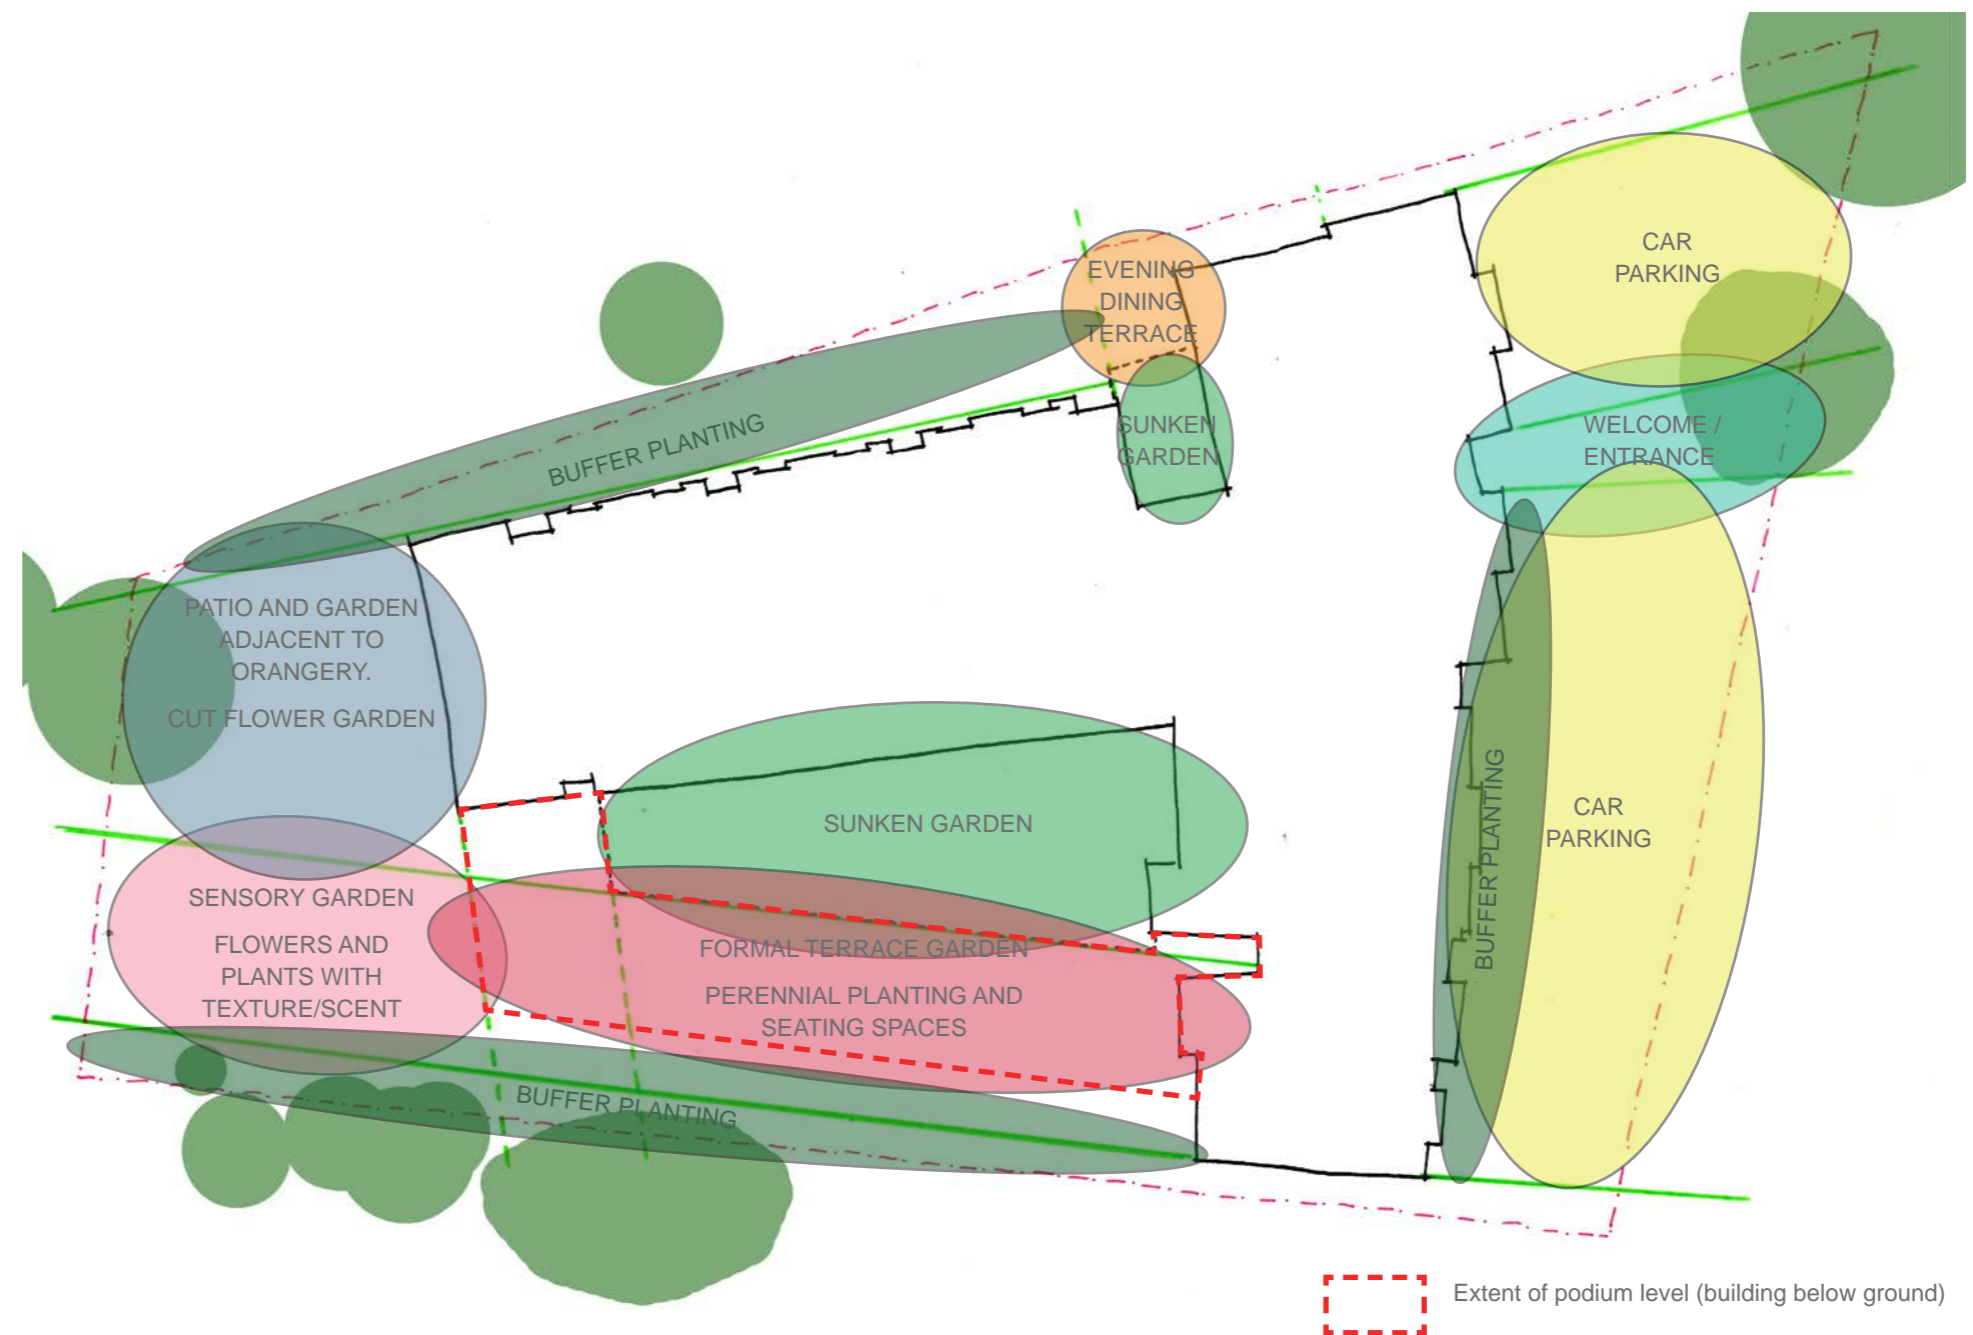 CAR
PARKING
EVENING
DINING
TERRACE
SUNKEN
GARDEN
WELCOME /
ENTRANCE
BUFFER PLANTING
PATIO AND GARDEN
ADJACENT TO
ORANGERY.
CUT FLOWER GARDEN
SUNKEN GARDEN
BUFFER PLANTING
CAR
PARKING
SENSORY GARDEN
FLOWERS AND
PLANTS WITH
TEXTURE/SCENT
FORMAL TERRACE GARDEN
PERENNIAL PLANTING AND
SEATING SPACES
BUFFER PLANTING
Extent of podium level (building below ground)